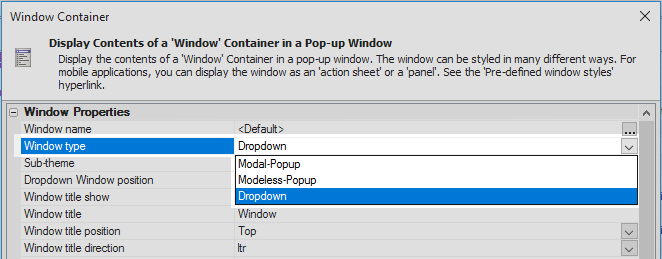 Window Container
Display Contents of a 'Window' Container in a Pop-up Window
Display the contents of a 'Window' Container in a pop-up window. The window can be styled in many different ways. For
mobile applications, you can display the window as an 'action sheet' or a 'panel'. See the 'Pre-defined window styles'
hyperlink.
Window Properties
Window name <Default> ...
Window type Dropdown
Sub-theme Modal-Popup
Dropdown Window position Modeless-Popup
Window title show Dropdown
Window title Window
Window title position Top
Window title direction ltr